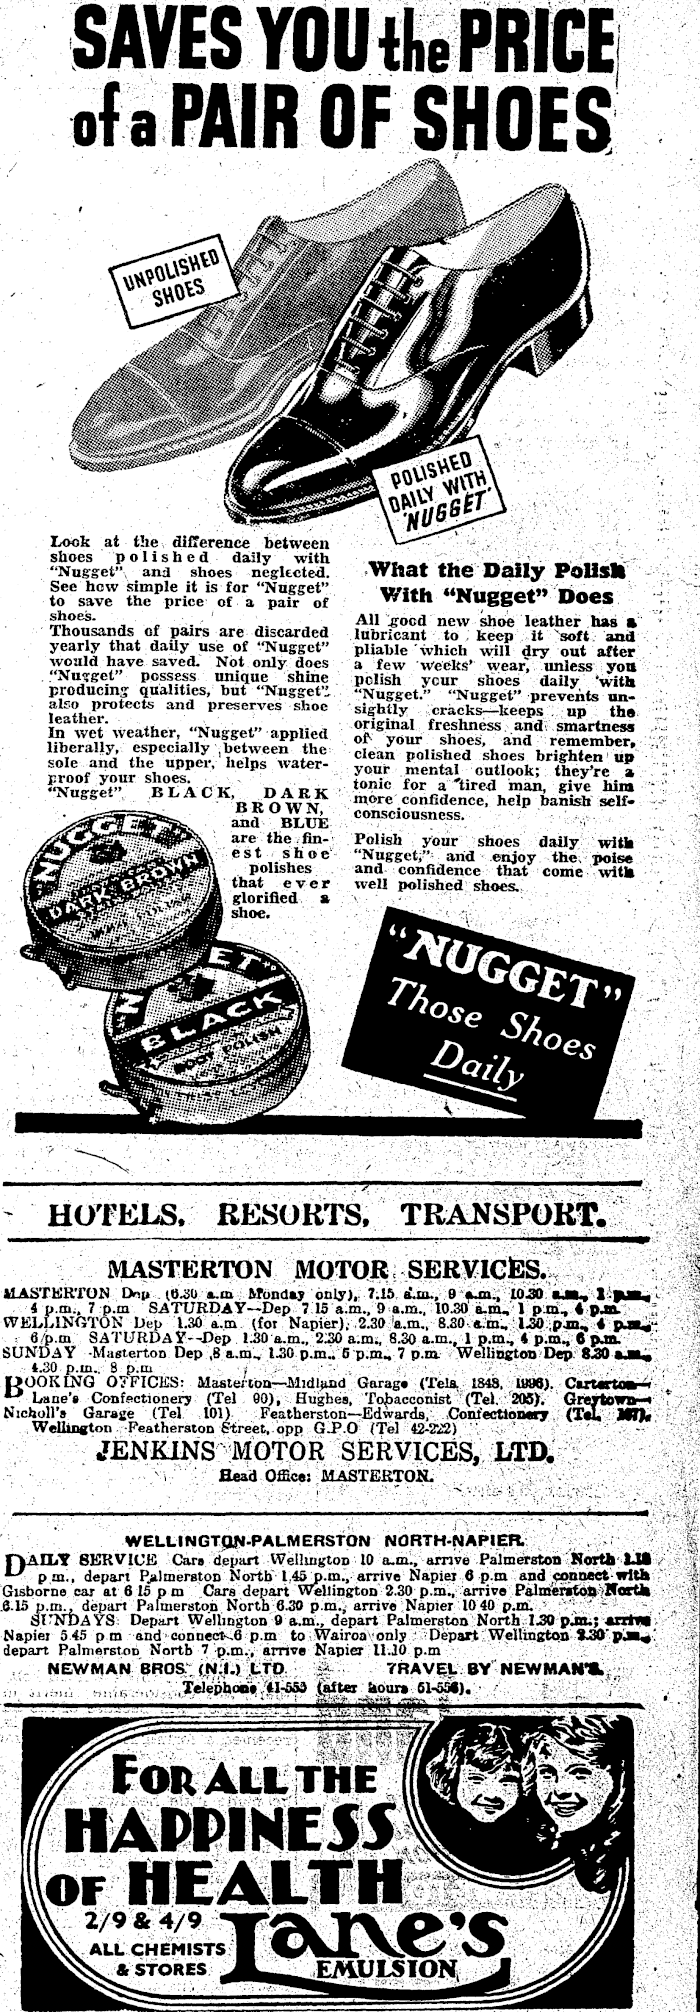 SAVES YOU the PRICE
of a PAIR OF SHOES
UNPOLISHED
SHOES
POLISHED
DAILY WITH
'NUGGET'
Look at the difference between
shoes polished daily with
"Nugget" and shoes neglected.
See how simple it is for "Nugget"
to save the price of a pair of
shoes.
Thousands of pairs are discarded
yearly that daily use of "Nugget"
would have saved. Not only does
"Nugget" possess unique shine
producing qualities, but "Nugget"
also protects and preserves shoe
leather.
In wet weather, "Nugget" applied
liberally, especially between the
sole and the upper, helps water-
proof your shoes.
"Nugget" BLACK, DARK
BROWN,
and BLUE
are the fin-
est shoe
polishes
that ever
glorified a
shoe.
What the Daily Polish
With "Nugget" Does
All good new shoe leather has a
lubricant to keep it soft and
pliable which will dry out after
a few weeks' wear, unless you
polish your shoes daily with
"Nugget." "Nugget" prevents un-
sightly cracks—keeps up the
original freshness and smartness
of your shoes, and remember,
clean polished shoes brighten up
your mental outlook; they're a
tonic for a tired man, give him
more confidence, help banish self-
consciousness.
Polish your shoes daily with
"Nugget," and enjoy the poise
and confidence that come with
well polished shoes.
"NUGGET"
DARK BROWN
"NUGGET"
BLACK
BOOT POLISH
"NUGGET"
Those Shoes
Daily
HOTELS, RESORTS, TRANSPORT.
MASTERTON MOTOR SERVICES.
MASTERTON Dep (6.30 a.m Monday only), 7.15 a.m., 9 a.m., 10.30 a.m., 1 p.m.,
4 p.m., 7 p.m SATURDAY—Dep 7 15 a.m., 9 a.m., 10.30 a.m., 1 p.m., 4 p.m.
WELLINGTON Dep 1.30 a.m (for Napier), 2.30 a.m., 8.30 a.m., 1.30 p.m., 4 p.m.,
6 p.m SATURDAY—Dep 1.30 a.m., 2.30 a.m., 8.30 a.m., 1 p.m., 4 p.m., 6 p.m.
SUNDAY Masterton Dep 8 a.m., 1.30 p.m., 5 p.m., 7 p.m Wellington Dep 8.30 a.m.,
4.30 p.m., 8 p.m
BOOKING OFFICES: Masterton—Midland Garage (Tels. 1848, 1996). Carterton—
Lane's Confectionery (Tel 90), Hughes, Tobacconist (Tel. 205). Greytown—
Nicholl's Garage (Tel 101) Featherston—Edwards, Confectionery (Tel.
Wellington Featherston Street, opp G.P.O (Tel 42-222)
JENKINS MOTOR SERVICES, LTD.
Head Office: MASTERTON.
WELLINGTON-PALMERSTON NORTH-NAPIER.
DAILY SERVICE Cars depart Wellington 10 a.m., arrive Palmerston North
p m., depart Palmerston North 1.45 p.m., arrive Napier 6 p.m and connect with
Gisborne car at 6 15 p m Cars depart Wellington 2.30 p.m., arrive Palmerston North
6.15 p.m., depart Palmerston North 6.30 p.m., arrive Napier 10 40 p.m.
SUNDAYS: Depart Wellington 9 a.m., depart Palmerston North 1.30 p.m.; arrive
Napier 5.45 p m and connect 6 p.m to Wairoa only Depart Wellington p.m.,
depart Palmerston North 7 p.m., arrive Napier 11.10 p.m
NEWMAN BROS. (N.I.) LTD TRAVEL BY NEWMAN'S.
Telephone 41-553 (after hours
FOR ALL THE
HAPPINESS
OF HEALTH
2/9 & 4/9
ALL CHEMISTS
& STORES
Lane's
EMULSION